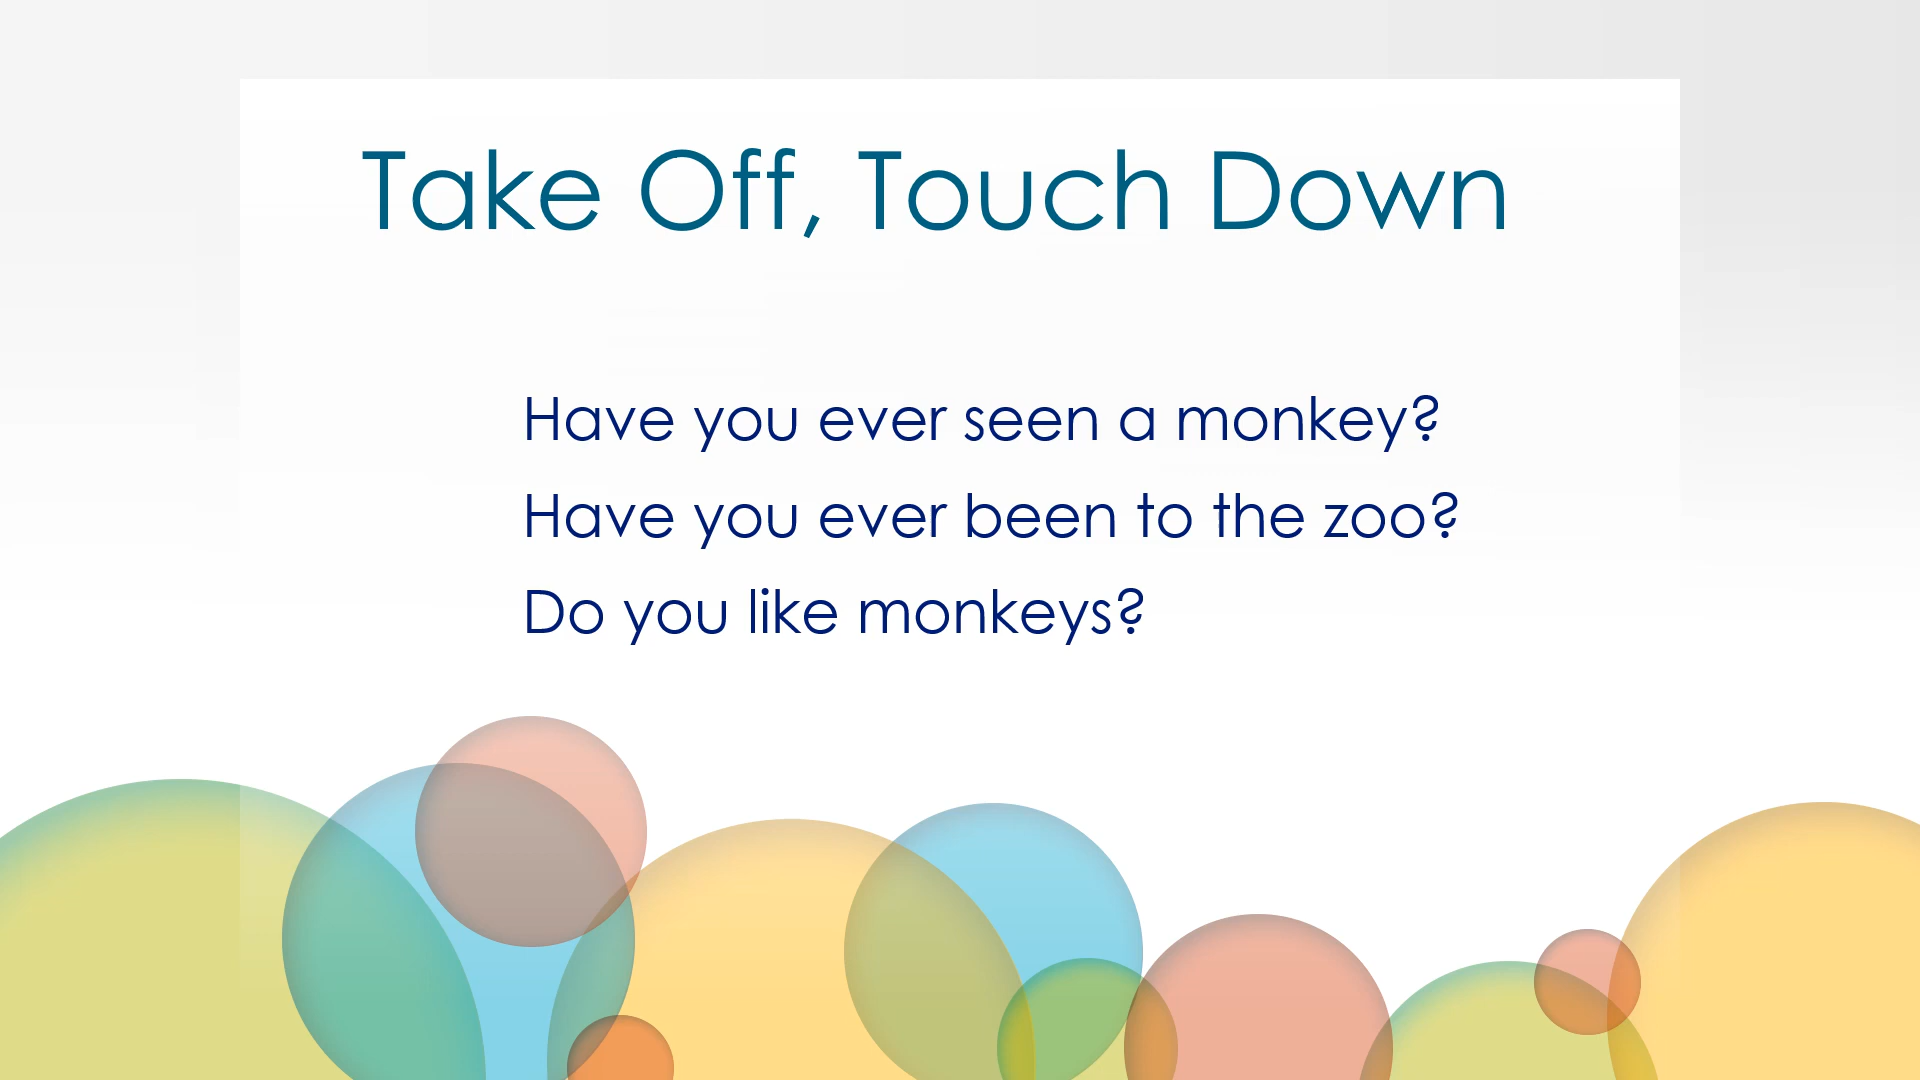 Take Off, Touch Down
Have you ever seen a monkey?
Have you ever been to the zoo?
Do you like monkeys?